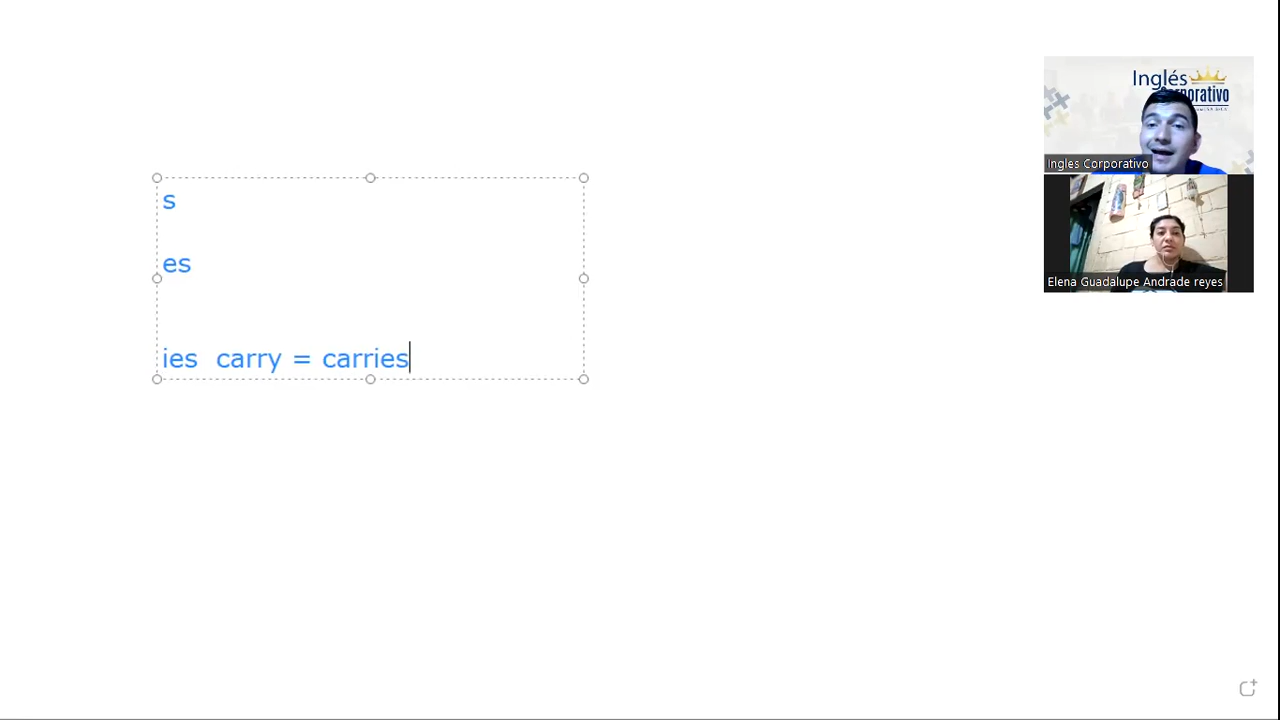 s
es
ies carry = carries
Inglés
Corporativo
Ingles Corporativo
Elena Guadalupe Andrade reyes